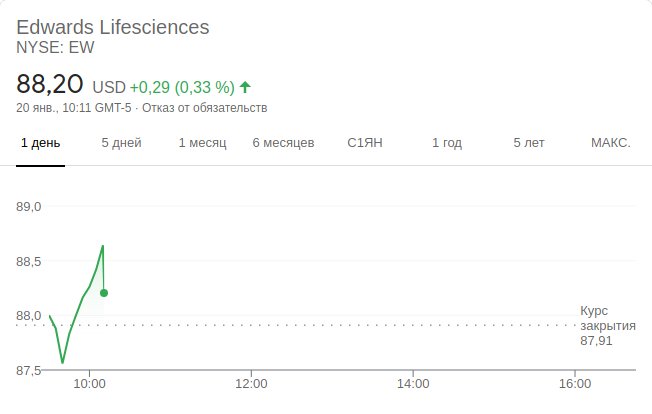 Edwards Lifesciences
NYSE: EW
88,20 USD +0,29 (0,33 %)
20 янв., 10:11 GMT-5 · Отказ от обязательств
1 день 5 дней 1 месяц 6 месяцев С1ЯН 1 год 5 лет МАКС.
89,0
88,5
88,0
87,5
Курс
закрытия
87,91
10:00 12:00 14:00 16:00